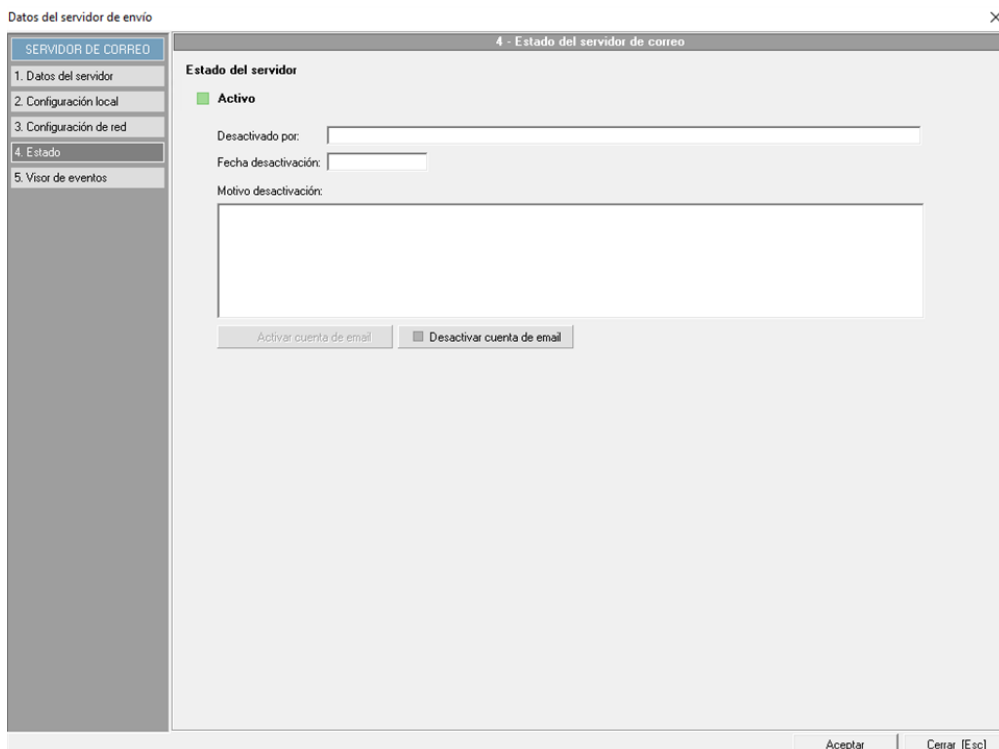 Datos del servidor de envío
SERVIDOR DE CORREO
1. Datos del servidor
2. Configuración local
3. Configuración de red
4. Estado
5. Visor de eventos
4 - Estado del servidor de correo
Estado del servidor
Activo
Desactivado por:
Fecha desactivación:
Motivo desactivación:
Activar cuenta de email
Desactivar cuenta de email
Aceptar
Cerrar [Esc]